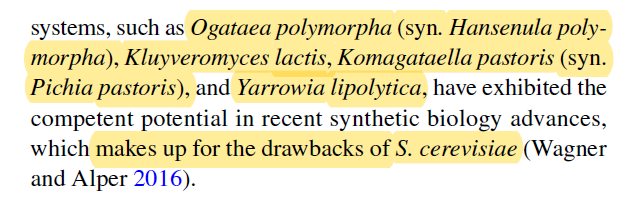 systems, such as Ogataea polymorpha (syn. Hansenula poly-
morpha), Kluyveromyces lactis, Komagataella pastoris (syn.
Pichia pastoris), and Yarrowia lipolytica, have exhibited the
competent potential in recent synthetic biology advances,
which makes up for the drawbacks of S. cerevisiae (Wagner
and Alper 2016).